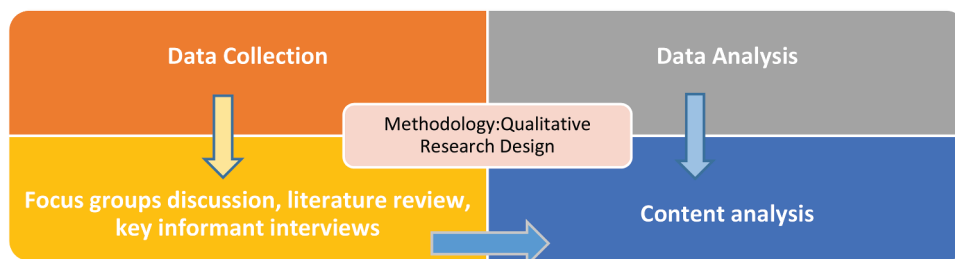 Data Collection
Data Analysis
Methodology:Qualitative
Research Design
Focus groups discussion, literature review,
key informant interviews
Content analysis